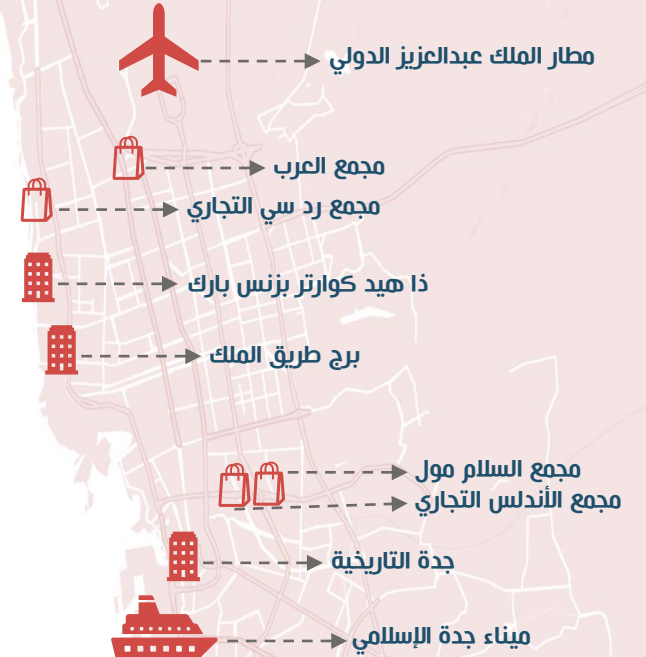 مطار الملك عبدالعزيز الدولي
مجمع العرب
مجمع رد سي التجاري
ذا هيد كوارتر بزنس بارك
برج طريق الملك
مجمع السلام مول
مجمع الأندلس التجاري
جدة التاريخية
ميناء جدة الإسلامي